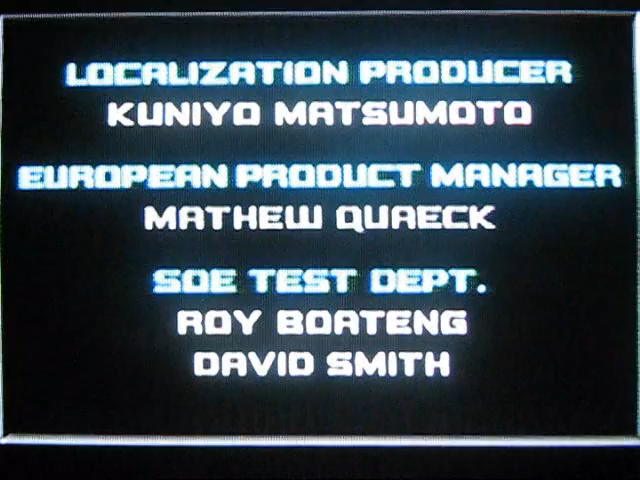 LOCALIZATION PRODUCER
KUNIYO MATSUMOTO
EUROPEAN PRODUCT MANAGER
MATHEW QUAECK
SOE TEST DEPT.
ROY BOATENG
DAVID SMITH